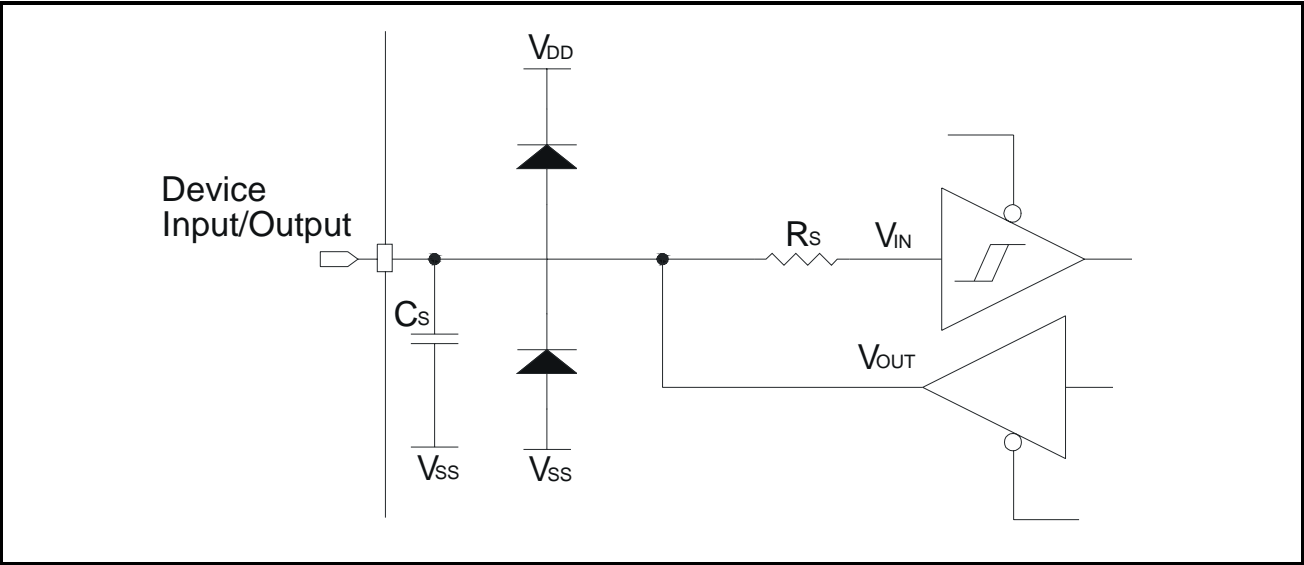 VDD
Device
Input/Output
RS
VIN
CS
VOUT
VSS
VSS